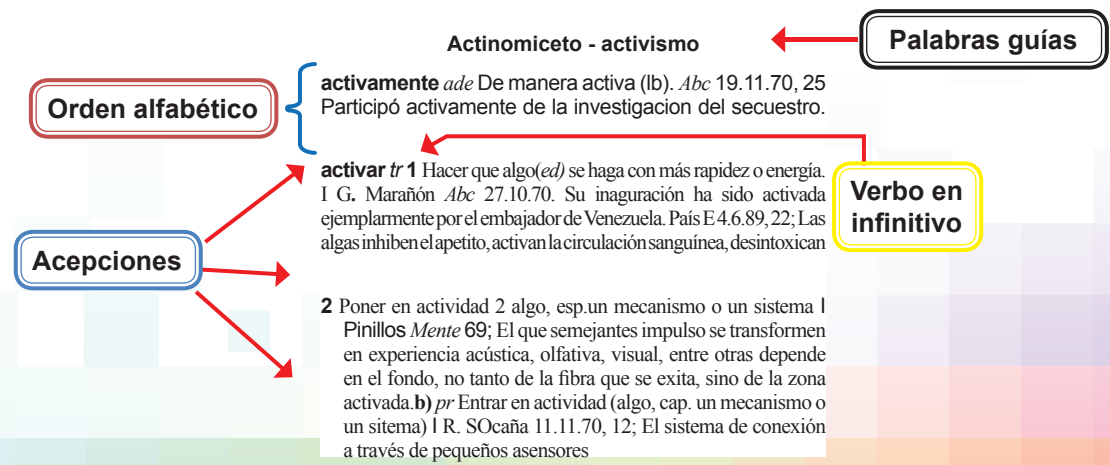 Actinomiceto - activismo
Palabras guías
Orden alfabético
activamente ade De manera activa (lb). Abc 19.11.70, 25
Participó activamente de la investigacion del secuestro.
activar tr 1 Hacer que algo(ed) se haga con más rapidez o energía.
I G. Marañón Abc 27.10.70. Su inaguración ha sido activada
ejemplarmente por el embajador de Venezuela. País E 4.6.89, 22; Las
algas inhiben el apetito, activan la circulación sanguínea, desintoxican
Verbo en
infinitivo
Acepciones
2 Poner en actividad 2 algo, esp.un mecanismo o un sistema I
Pinillos Mente 69; El que semejantes impulso se transformen
en experiencia acústica, olfativa, visual, entre otras depende
en el fondo, no tanto de la fibra que se exita, sino de la zona
activada.b) pr Entrar en actividad (algo, cap. un mecanismo o
un sitema) I R. SOcaña 11.11.70, 12; El sistema de conexión
a través de pequeños asensores